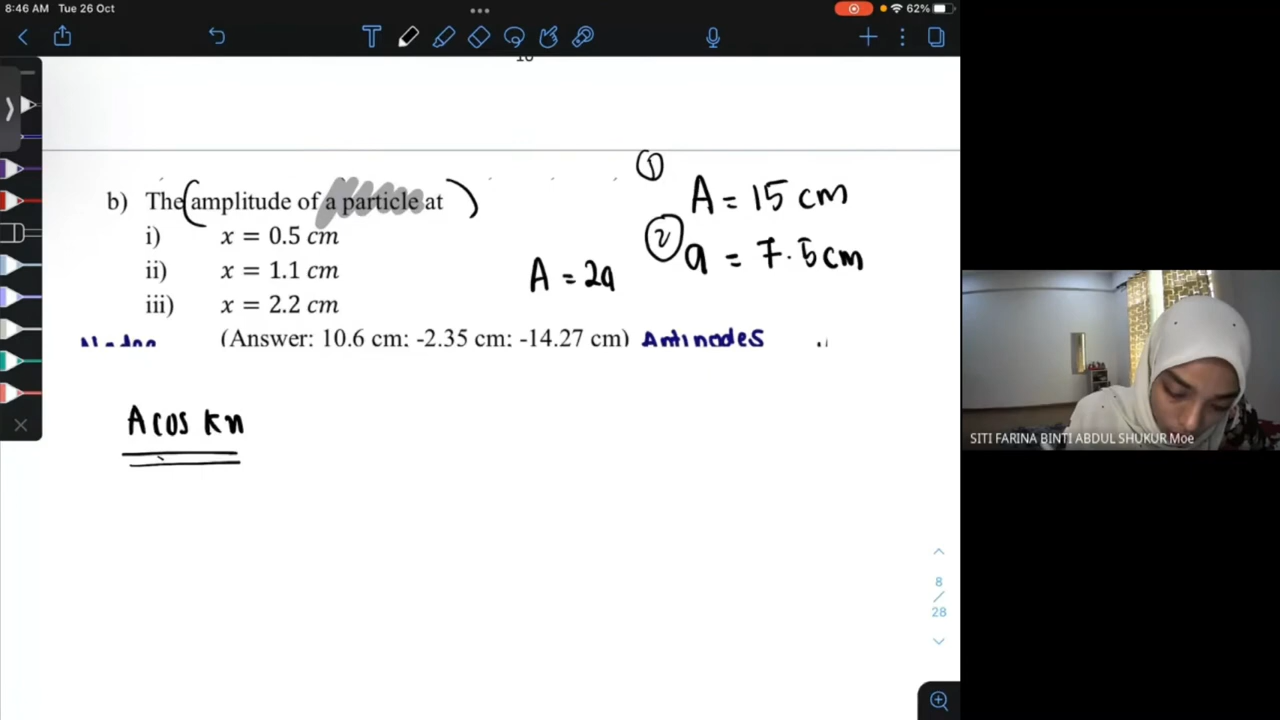 8:46 AM Tue 26 Oct
62%
b) The amplitude of a particle at
i) x = 0.5 cm
ii) x = 1.1 cm
iii) x = 2.2 cm
(Answer: 10.6 cm; -2.35 cm; -14.27 cm) Antinodes
① A = 15 cm
② a = 7.5 cm
A = 2a
A cos kx
SITI FARINA BINTI ABDUL SHUKUR Moe
8
/
28